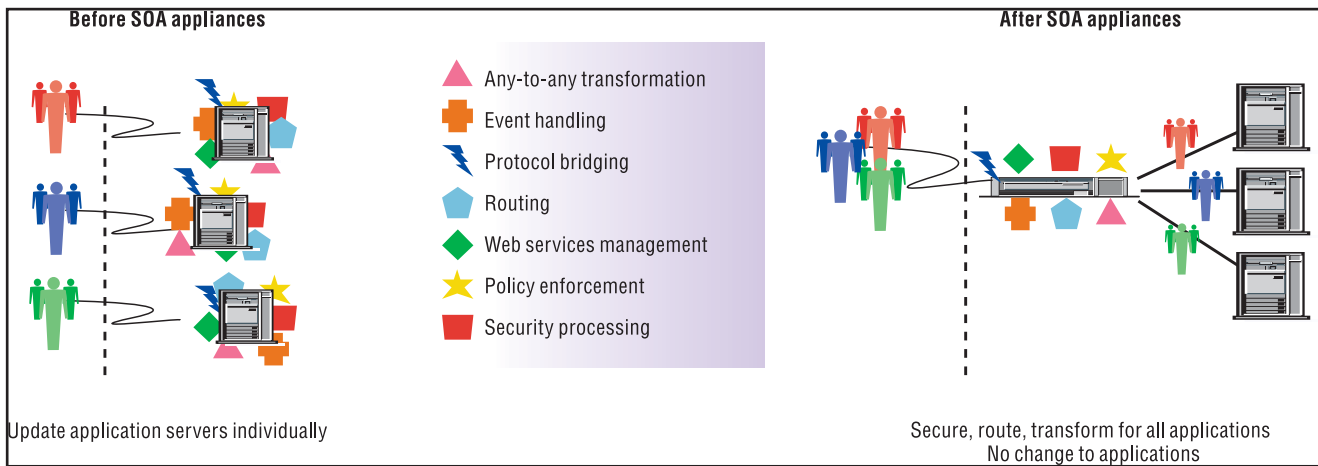 Before SOA appliances
After SOA appliances
Any-to-any transformation
Event handling
Protocol bridging
Routing
Web services management
Policy enforcement
Security processing
Update application servers individually
Secure, route, transform for all applications
No change to applications